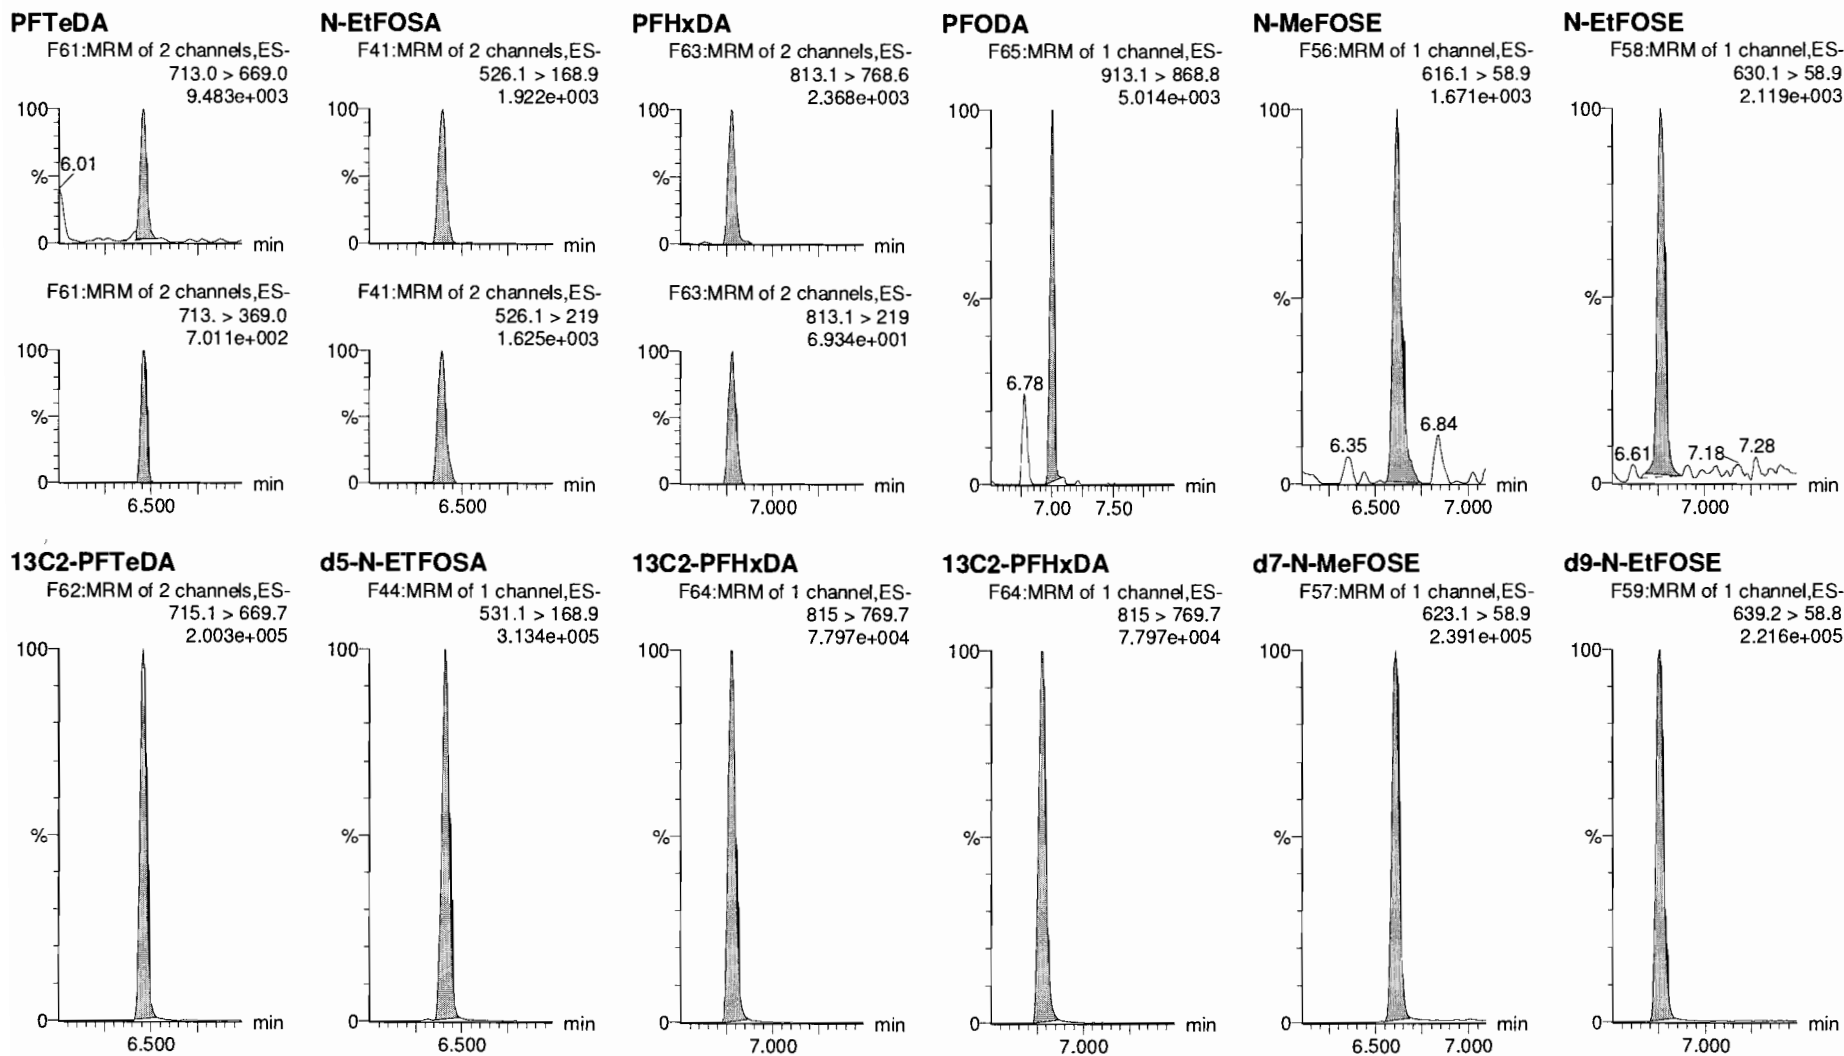 PFTeDA
F61:MRM of 2 channels,ES-
713.0 > 669.0
9.483e+003
100
%
6.01
0
min
F61:MRM of 2 channels,ES-
713. > 369.0
7.011e+002
100
%
0
min
6.500
N-EtFOSA
F41:MRM of 2 channels,ES-
526.1 > 168.9
1.922e+003
100
%
0
min
F41:MRM of 2 channels,ES-
526.1 > 219
1.625e+003
100
%
0
min
6.500
PFHxDA
F63:MRM of 2 channels,ES-
813.1 > 768.6
2.368e+003
100
%
0
min
F63:MRM of 2 channels,ES-
813.1 > 219
6.934e+001
100
%
0
min
7.000
PFODA
F65:MRM of 1 channel,ES-
913.1 > 868.8
5.014e+003
100
%
6.78
0
min
7.00 7.50
N-MeFOSE
F56:MRM of 1 channel,ES-
616.1 > 58.9
1.671e+003
100
%
6.35
6.84
0
min
6.500 7.000
N-EtFOSE
F58:MRM of 1 channel,ES-
630.1 > 58.9
2.119e+003
100
%
6.61
7.18
7.28
0
min
7.000
13C2-PFTeDA
F62:MRM of 2 channels,ES-
715.1 > 669.7
2.003e+005
100
%
0
min
6.500
d5-N-ETFOSA
F44:MRM of 1 channel,ES-
531.1 > 168.9
3.134e+005
100
%
0
min
6.500
13C2-PFHxDA
F64:MRM of 1 channel,ES-
815 > 769.7
7.797e+004
100
%
0
min
7.000
13C2-PFHxDA
F64:MRM of 1 channel,ES-
815 > 769.7
7.797e+004
100
%
0
min
7.000
d7-N-MeFOSE
F57:MRM of 1 channel,ES-
623.1 > 58.9
2.391e+005
100
%
0
min
6.500 7.000
d9-N-EtFOSE
F59:MRM of 1 channel,ES-
639.2 > 58.8
2.216e+005
100
%
0
min
7.000